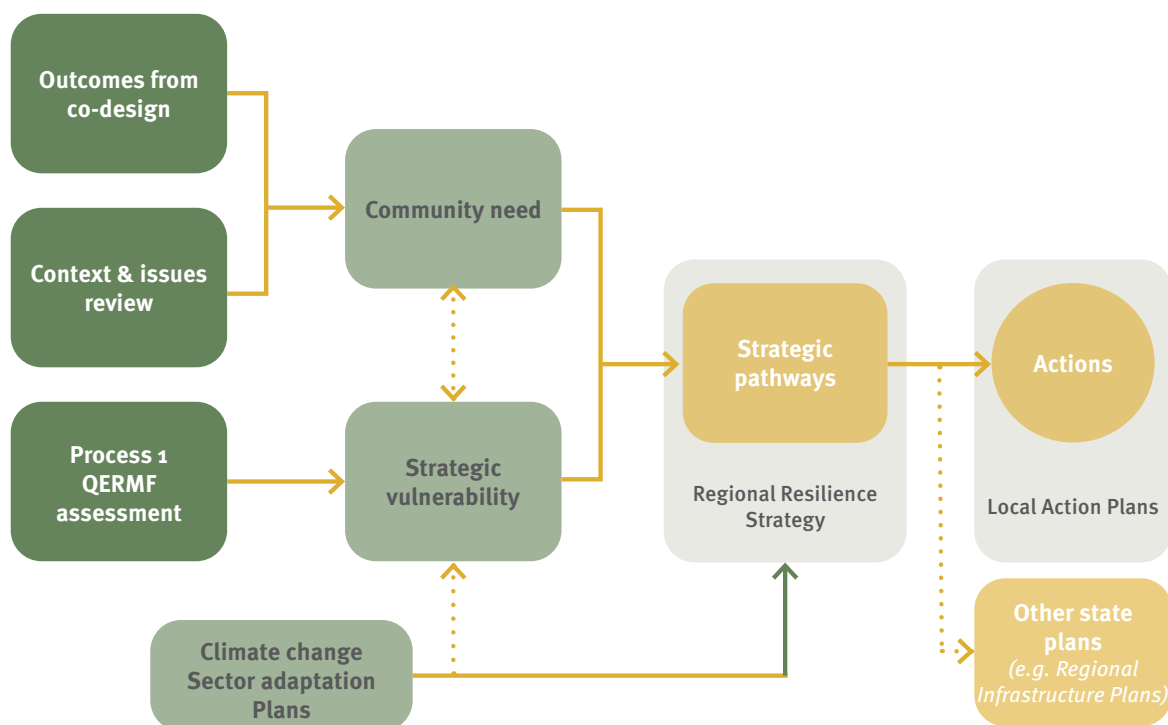 Outcomes from
co-design
Context & issues
review
Process 1
QERMF
assessment
Community need
Strategic
vulnerability
Climate change
Sector adaptation
Plans
Strategic
pathways
Regional Resilience
Strategy
Actions
Local Action Plans
Other state
plans
(e.g. Regional
Infrastructure Plans)